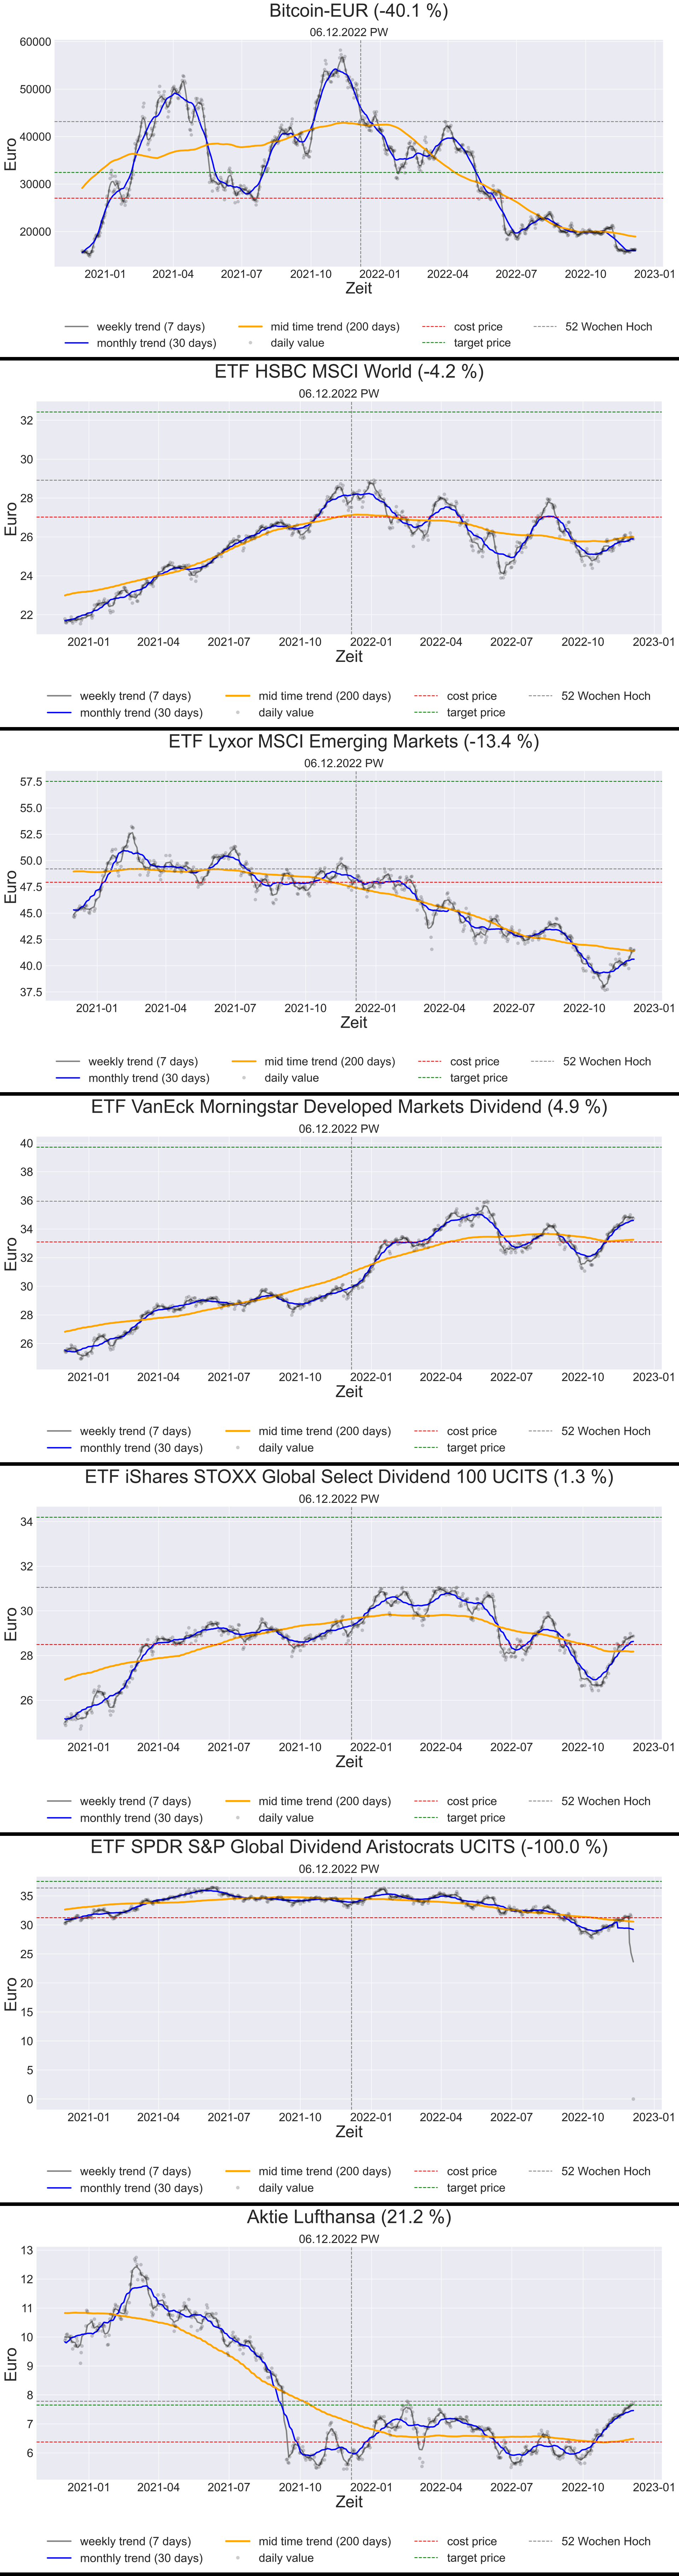 Bitcoin-EUR (-40.1 %)
06.12.2022 PW
60000
50000
40000
30000
20000
Euro
2021-01 2021-04 2021-07 2021-10 2022-01 2022-04 2022-07 2022-10 2023-01
Zeit
weekly trend (7 days) mid time trend (200 days) cost price 52 Wochen Hoch
monthly trend (30 days) daily value target price
ETF HSBC MSCI World (-4.2 %)
06.12.2022 PW
32
30
28
26
24
22
Euro
2021-01 2021-04 2021-07 2021-10 2022-01 2022-04 2022-07 2022-10 2023-01
Zeit
weekly trend (7 days) mid time trend (200 days) cost price 52 Wochen Hoch
monthly trend (30 days) daily value target price
ETF Lyxor MSCI Emerging Markets (-13.4 %)
06.12.2022 PW
57.5
55.0
52.5
50.0
47.5
45.0
42.5
40.0
37.5
Euro
2021-01 2021-04 2021-07 2021-10 2022-01 2022-04 2022-07 2022-10 2023-01
Zeit
weekly trend (7 days) mid time trend (200 days) cost price 52 Wochen Hoch
monthly trend (30 days) daily value target price
ETF VanEck Morningstar Developed Markets Dividend (4.9 %)
06.12.2022 PW
40
38
36
34
32
30
28
26
Euro
2021-01 2021-04 2021-07 2021-10 2022-01 2022-04 2022-07 2022-10 2023-01
Zeit
weekly trend (7 days) mid time trend (200 days) cost price 52 Wochen Hoch
monthly trend (30 days) daily value target price
ETF iShares STOXX Global Select Dividend 100 UCITS (1.3 %)
06.12.2022 PW
34
32
30
28
26
Euro
2021-01 2021-04 2021-07 2021-10 2022-01 2022-04 2022-07 2022-10 2023-01
Zeit
weekly trend (7 days) mid time trend (200 days) cost price 52 Wochen Hoch
monthly trend (30 days) daily value target price
ETF SPDR S&P Global Dividend Aristocrats UCITS (-100.0 %)
06.12.2022 PW
35
30
25
20
15
10
5
0
Euro
2021-01 2021-04 2021-07 2021-10 2022-01 2022-04 2022-07 2022-10 2023-01
Zeit
weekly trend (7 days) mid time trend (200 days) cost price 52 Wochen Hoch
monthly trend (30 days) daily value target price
Aktie Lufthansa (21.2 %)
06.12.2022 PW
13
12
11
10
9
8
7
6
Euro
2021-01 2021-04 2021-07 2021-10 2022-01 2022-04 2022-07 2022-10 2023-01
Zeit
weekly trend (7 days) mid time trend (200 days) cost price 52 Wochen Hoch
monthly trend (30 days) daily value target price